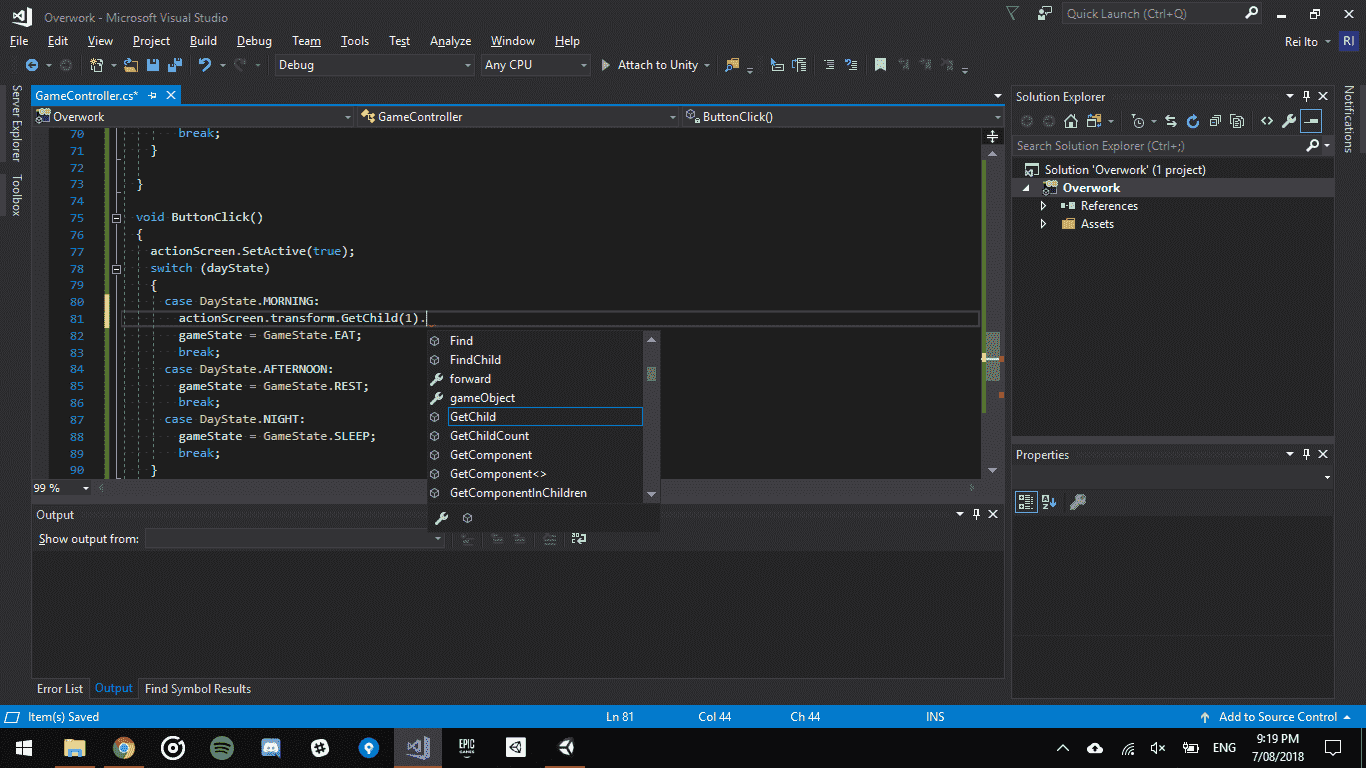 Overwork - Microsoft Visual Studio
Quick Launch (Ctrl+Q)
File Edit View Project Build Debug Team Tools Test Analyze Window Help
Rei Ito RI
Debug Any CPU Attach to Unity
Server Explorer
Toolbox
GameController.cs*
Overwork GameController ButtonClick()
70 break;
71 }
72
73 }
74
75 void ButtonClick()
76 {
77 actionScreen.SetActive(true);
78 switch (dayState)
79 {
80 case DayState.MORNING:
81 actionScreen.transform.GetChild(1).
82 gameState = GameState.EAT;
83 break;
84 case DayState.AFTERNOON:
85 gameState = GameState.REST;
86 break;
87 case DayState.NIGHT:
88 gameState = GameState.SLEEP;
89 break;
90 }
Find
FindChild
forward
gameObject
GetChild
GetChildCount
GetComponent
GetComponent<>
GetComponentInChildren
99 %
Output
Show output from:
Error List Output Find Symbol Results
Solution Explorer
Search Solution Explorer (Ctrl+;)
Solution 'Overwork' (1 project)
Overwork
References
Assets
Properties
Notifications
Item(s) Saved Ln 81 Col 44 Ch 44 INS Add to Source Control
EPIC
GAMES
ENG
9:19 PM
7/08/2018